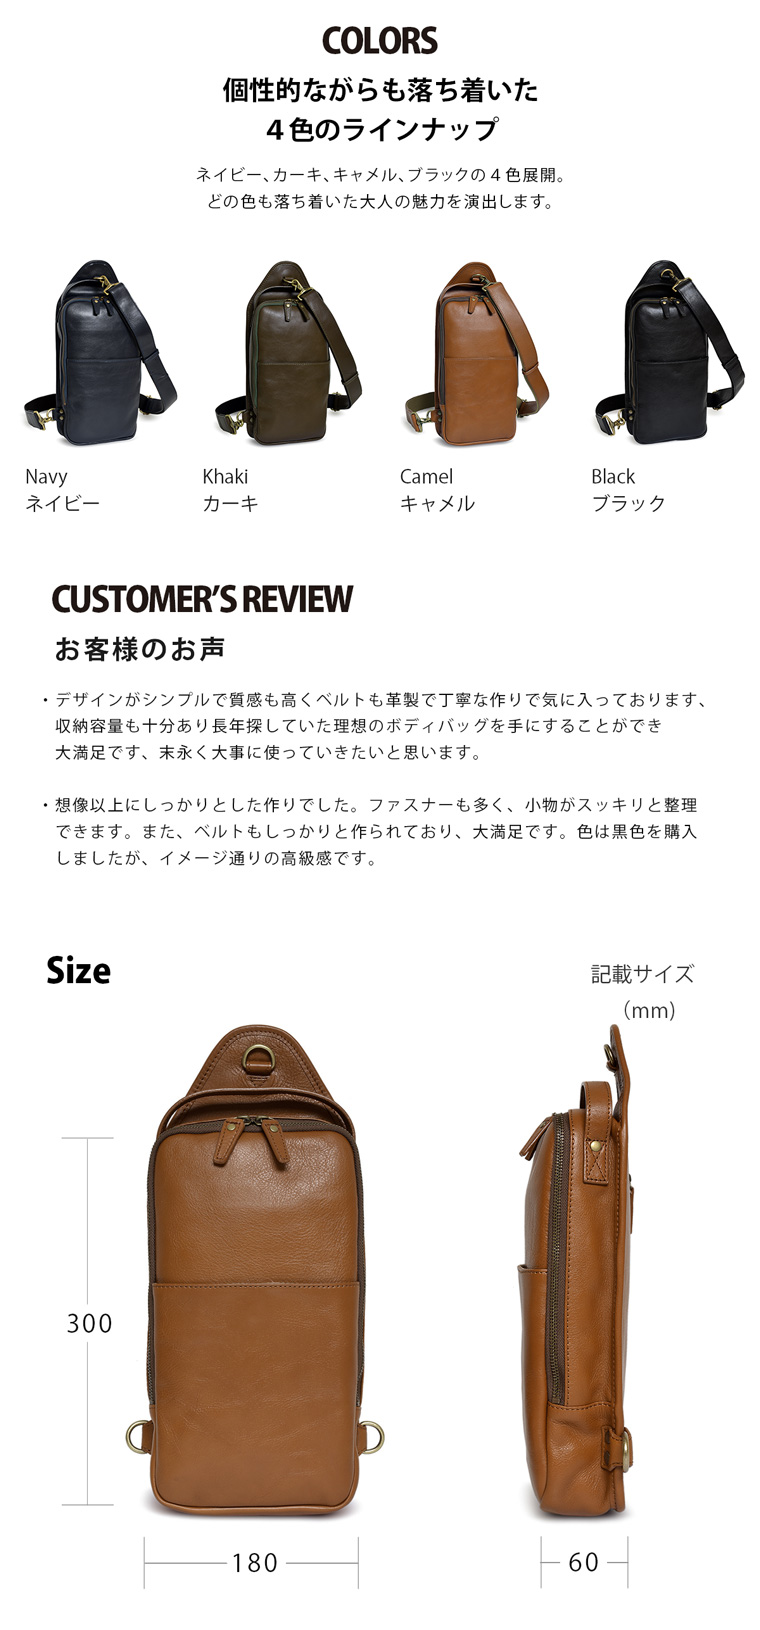 COLORS
個性的ながらも落ち着いた
４色のラインナップ
ネイビー、カーキ、キャメル、ブラックの４色展開。
どの色も落ち着いた大人の魅力を演出します。
Navy
ネイビー
Khaki
カーキ
Camel
キャメル
Black
ブラック
CUSTOMER’S REVIEW
お客様のお声
・デザインがシンプルで質感も高くベルトも革製で丁寧な作りで気に入っております、
収納容量も十分あり長年探していた理想のボディバッグを手にすることができ
大満足です、末永く大事に使っていきたいと思います。
・想像以上にしっかりとした作りでした。ファスナーも多く、小物がスッキリと整理
できます。また、ベルトもしっかりと作られており、大満足です。色は黒色を購入
しましたが、イメージ通りの高級感です。
Size
記載サイズ
（mm）
300
180
60